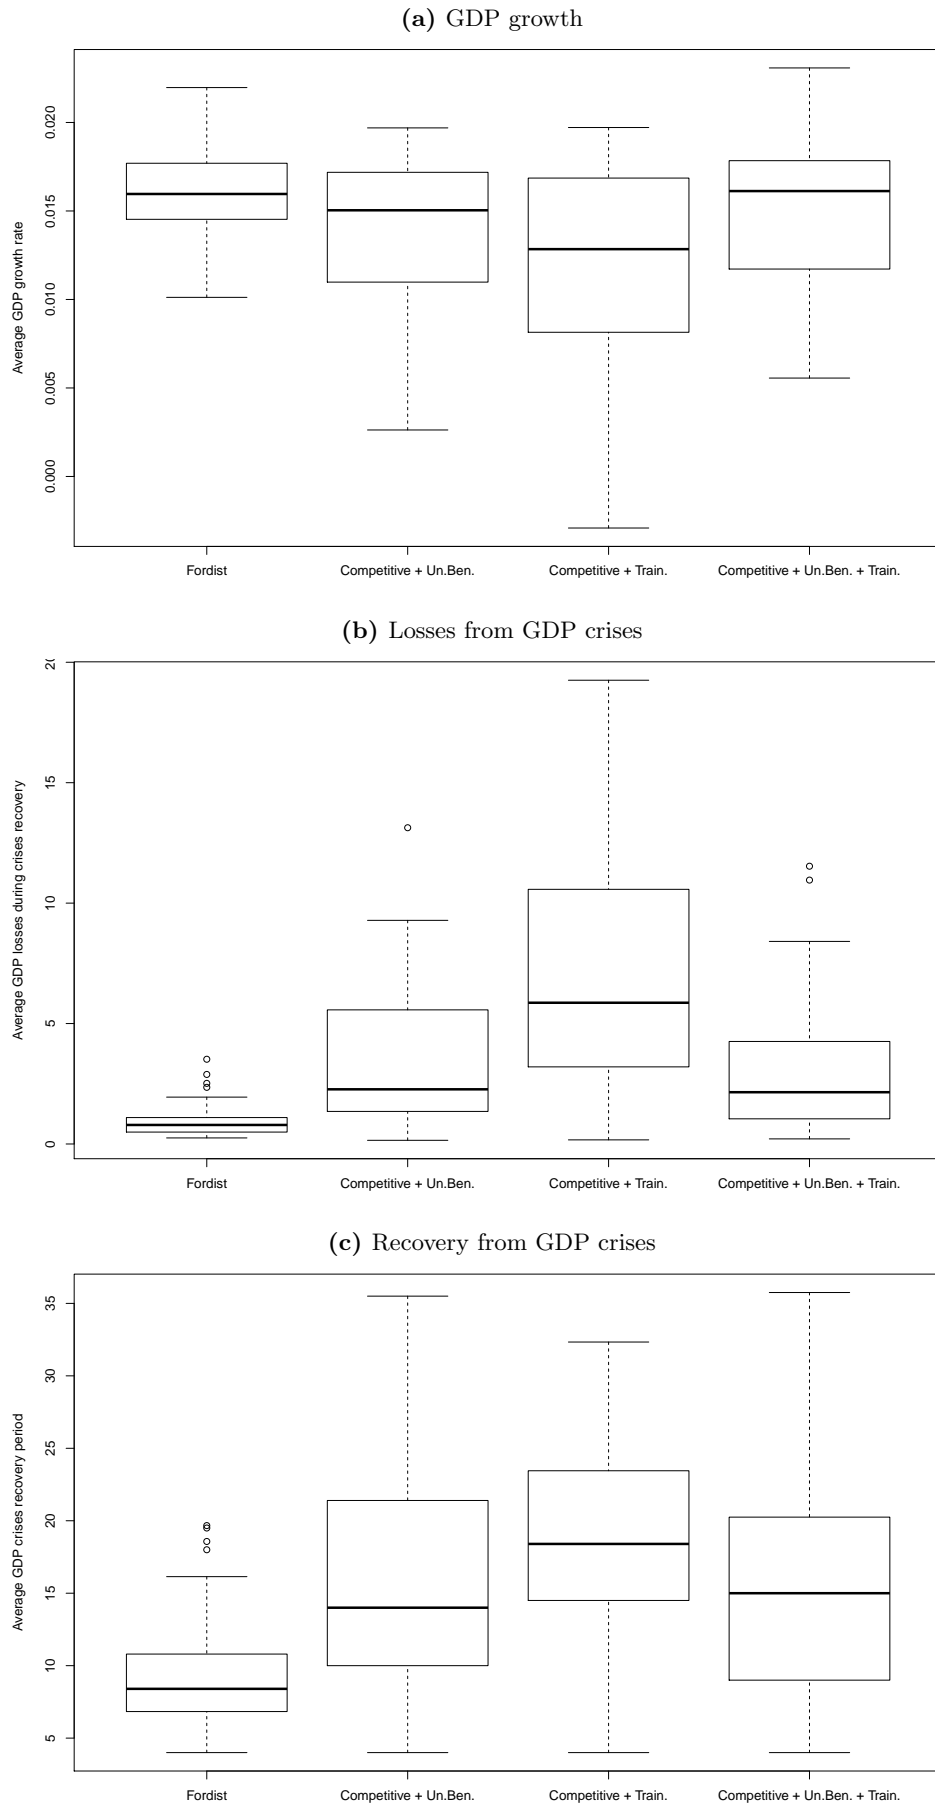 (a) GDP growth
Average GDP growth rate
0.020
0.015
0.010
0.005
0.000
Fordist
Competitive + Un.Ben.
Competitive + Train.
Competitive + Un.Ben. + Train.
(b) Losses from GDP crises
Average GDP losses during crises recovery
20
15
10
5
0
Fordist
Competitive + Un.Ben.
Competitive + Train.
Competitive + Un.Ben. + Train.
(c) Recovery from GDP crises
Average GDP crises recovery period
35
30
25
20
15
10
5
Fordist
Competitive + Un.Ben.
Competitive + Train.
Competitive + Un.Ben. + Train.